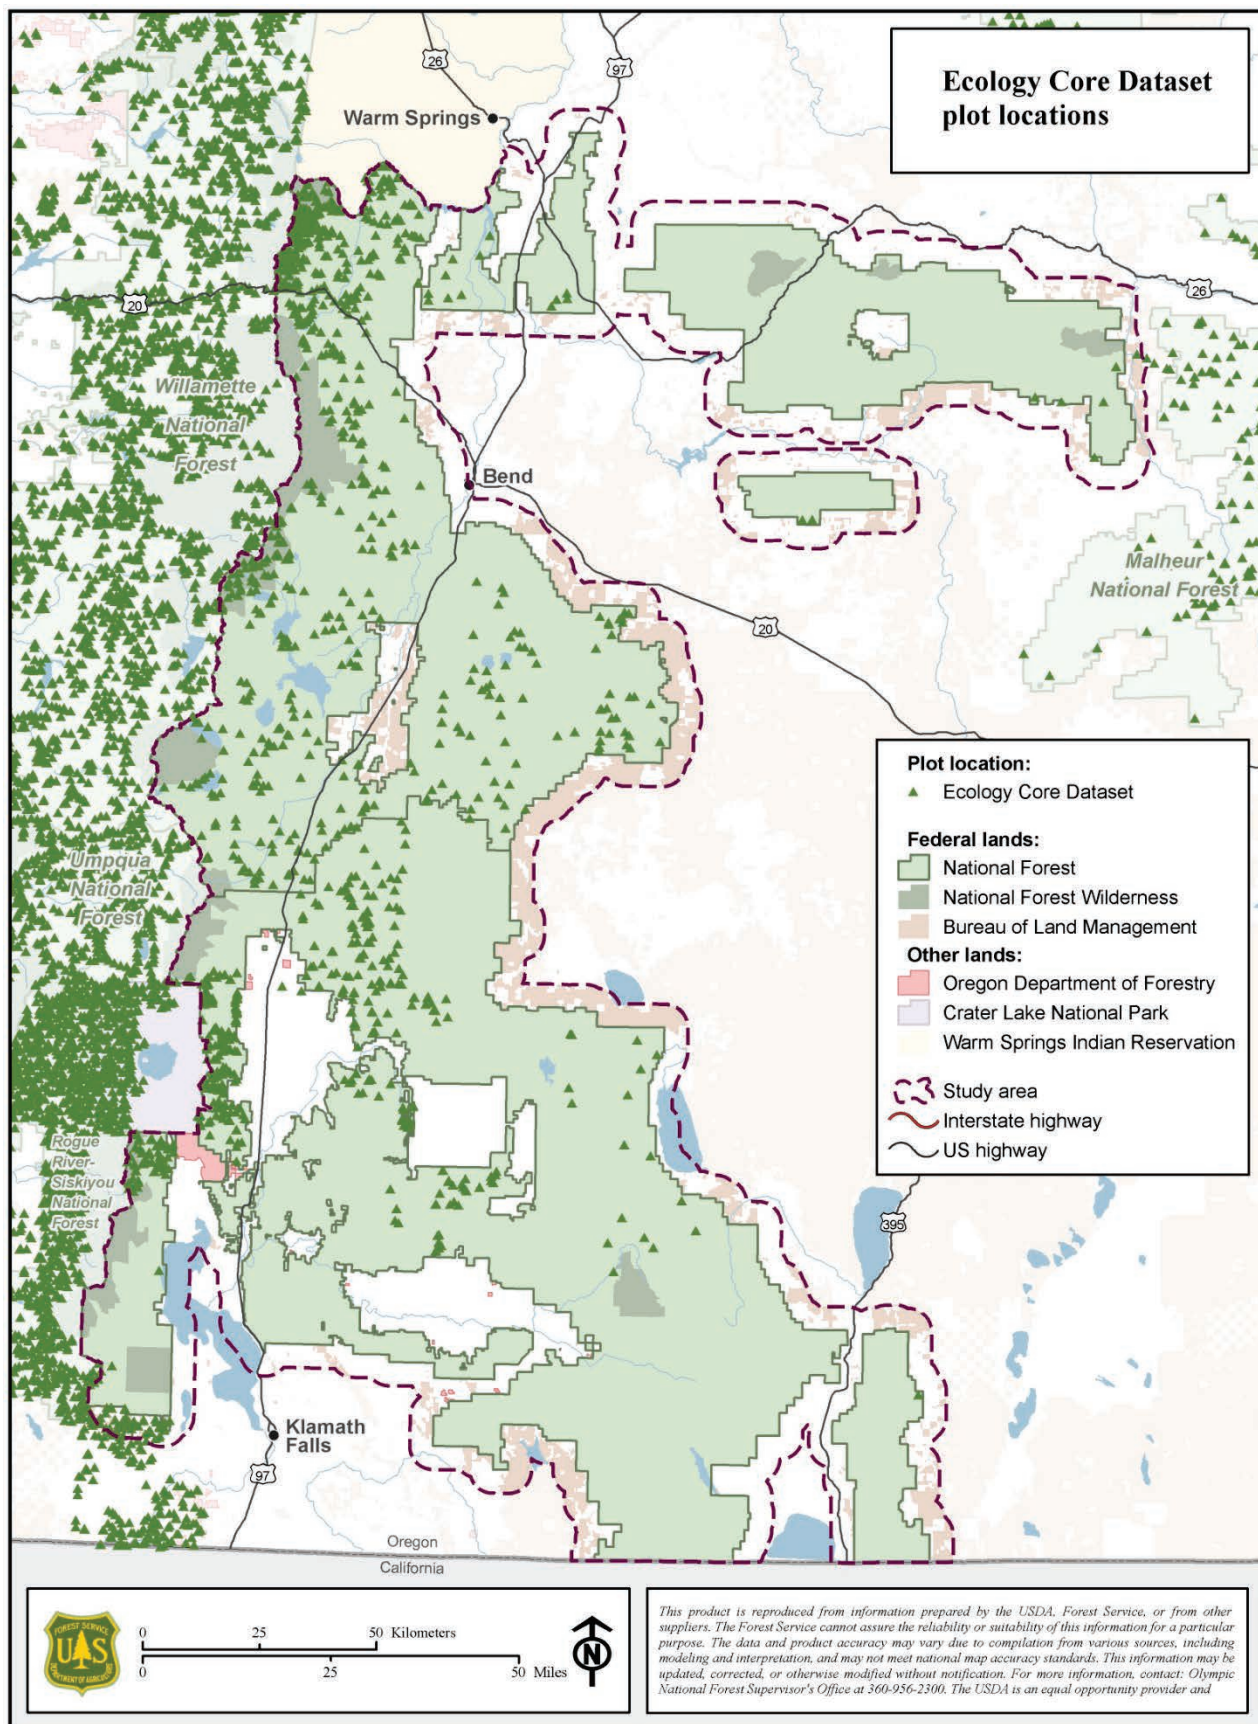 Ecology Core Dataset
plot locations
26
97
Warm Springs
20
26
Willamette
National
Forest
Bend
Malheur
National Forest
20
Umpqua
National
Forest
Rogue
River-
Siskiyou
National
Forest
395
Klamath
Falls
97
Oregon
California
Plot location:
Ecology Core Dataset
Federal lands:
National Forest
National Forest Wilderness
Bureau of Land Management
Other lands:
Oregon Department of Forestry
Crater Lake National Park
Warm Springs Indian Reservation
Study area
Interstate highway
US highway
FOREST SERVICE
U S
DEPARTMENT OF AGRICULTURE
0 25 50 Kilometers
0 25 50 Miles
N
This product is reproduced from information prepared by the USDA, Forest Service, or from other
suppliers. The Forest Service cannot assure the reliability or suitability of this information for a particular
purpose. The data and product accuracy may vary due to compilation from various sources, including
modeling and interpretation, and may not meet national map accuracy standards. This information may be
updated, corrected, or otherwise modified without notification. For more information, contact: Olympic
National Forest Supervisor's Office at 360-956-2300. The USDA is an equal opportunity provider and